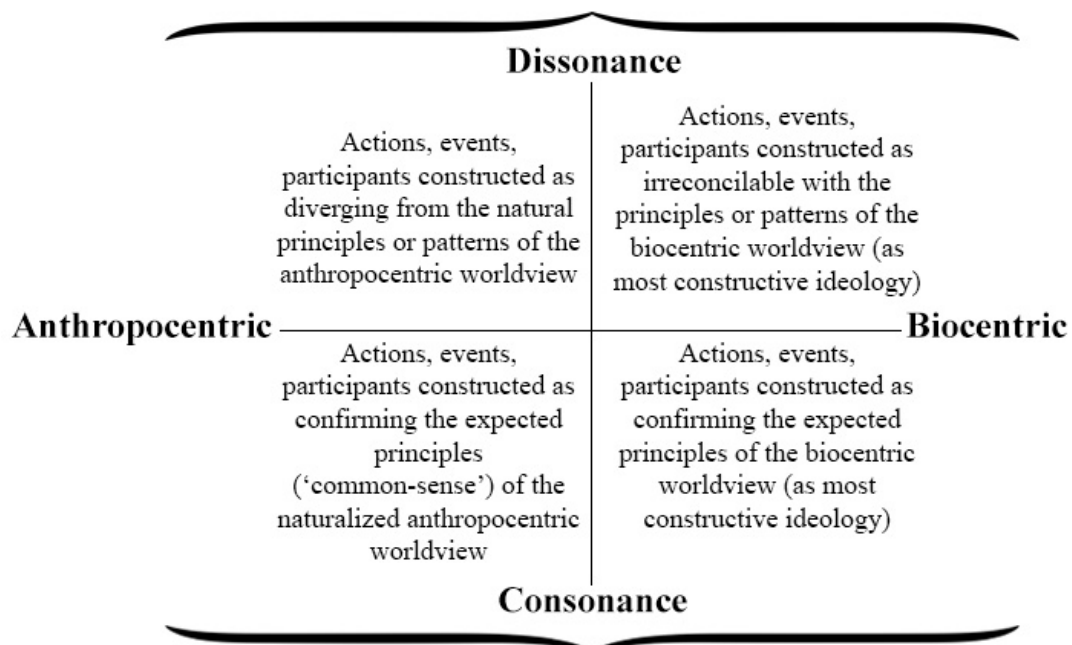 Dissonance
Actions, events,
participants constructed as
diverging from the natural
principles or patterns of the
anthropocentric worldview
Actions, events,
participants constructed as
irreconcilable with the
principles or patterns of the
biocentric worldview (as
most constructive ideology)
Anthropocentric
Biocentric
Actions, events,
participants constructed as
confirming the expected
principles
(‘common-sense’) of the
naturalized anthropocentric
worldview
Actions, events,
participants constructed as
confirming the expected
principles of the biocentric
worldview (as most
constructive ideology)
Consonance